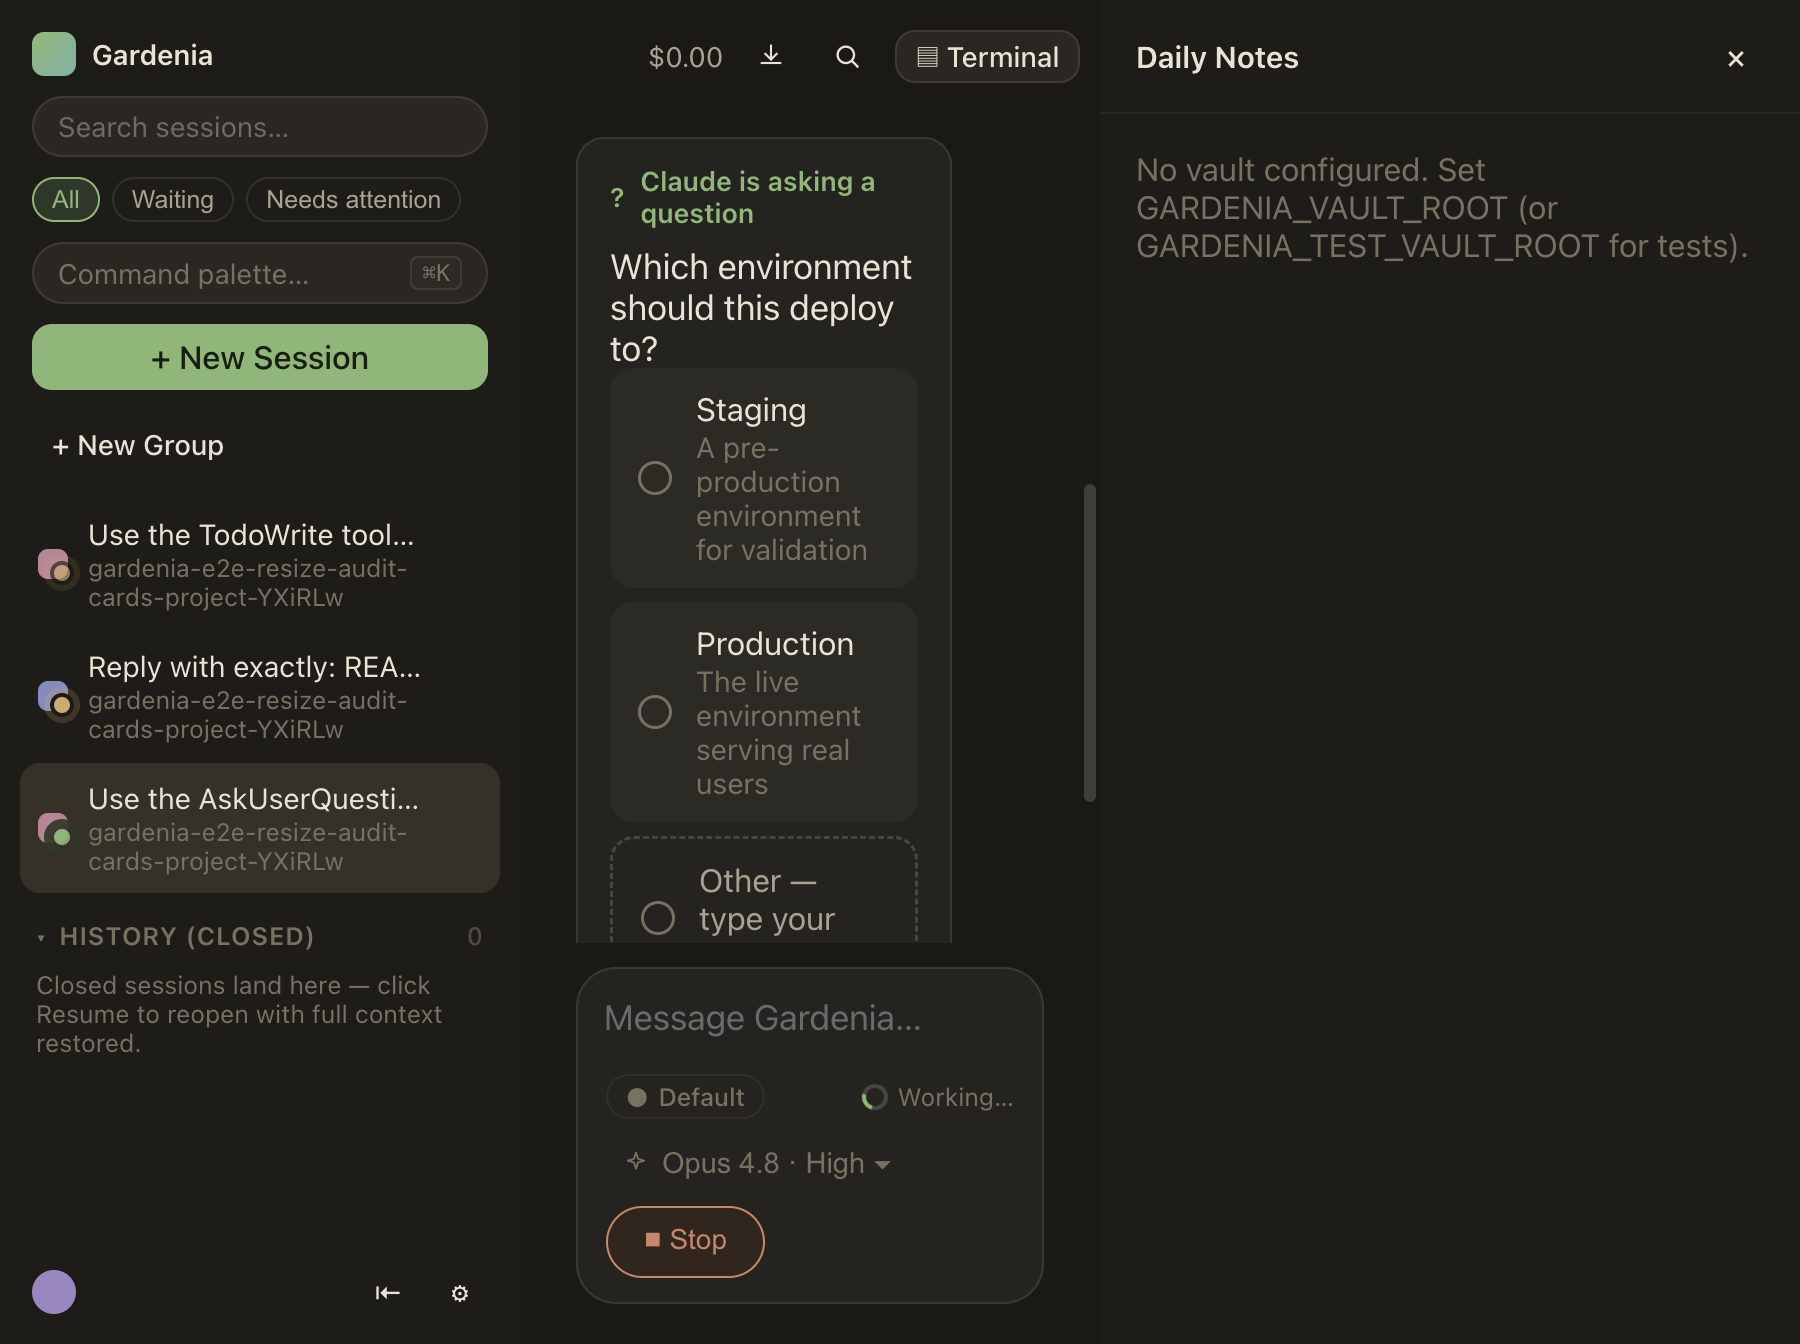 Gardenia
Search sessions...
All
Waiting
Needs attention
Command palette...
⌘K
+ New Session
+ New Group
Use the TodoWrite tool...
gardenia-e2e-resize-audit-
cards-project-YXiRLw
Reply with exactly: REA...
gardenia-e2e-resize-audit-
cards-project-YXiRLw
Use the AskUserQuesti...
gardenia-e2e-resize-audit-
cards-project-YXiRLw
HISTORY (CLOSED)
0
Closed sessions land here — click
Resume to reopen with full context
restored.
$0.00
Terminal
? Claude is asking a
question
Which environment
should this deploy
to?
Staging
A pre-
production
environment
for validation
Production
The live
environment
serving real
users
Other —
type your
Message Gardenia...
Default
Working...
Opus 4.8 · High
Stop
Daily Notes
No vault configured. Set
GARDENIA_VAULT_ROOT (or
GARDENIA_TEST_VAULT_ROOT for tests).